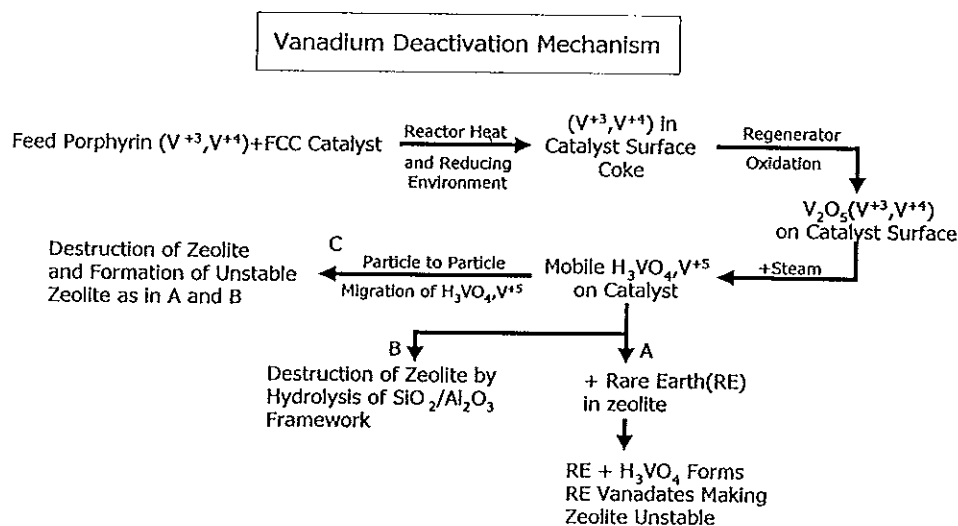 Vanadium Deactivation Mechanism
Feed Porphyrin (V⁺³,V⁺⁴)+FCC Catalyst
Reactor Heat
and Reducing
Environment
(V⁺³,V⁺⁴) in
Catalyst Surface
Coke
Regenerator
Oxidation
V₂O₅(V⁺³,V⁺⁴)
on Catalyst Surface
+Steam
Mobile H₃VO₄,V⁺⁵
on Catalyst
C
Particle to Particle
Migration of H₃VO₄,V⁺⁵
Destruction of Zeolite
and Formation of Unstable
Zeolite as in A and B
B
Destruction of Zeolite by
Hydrolysis of SiO₂/Al₂O₃
Framework
A
+ Rare Earth(RE)
in zeolite
RE + H₃VO₄ Forms
RE Vanadates Making
Zeolite Unstable